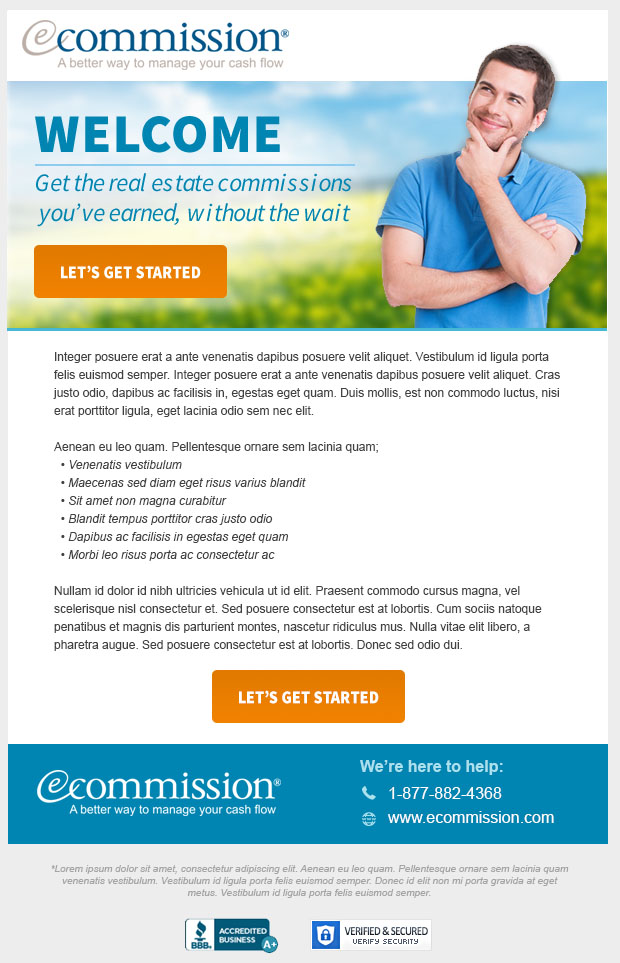 ecommission®
A better way to manage your cash flow
WELCOME
Get the real estate commissions
you've earned, without the wait
LET'S GET STARTED
Integer posuere erat a ante venenatis dapibus posuere velit aliquet. Vestibulum id ligula porta
felis euismod semper. Integer posuere erat a ante venenatis dapibus posuere velit aliquet. Cras
justo odio, dapibus ac facilisis in, egestas eget quam. Duis mollis, est non commodo luctus, nisi
erat porttitor ligula, eget lacinia odio sem nec elit.
Aenean eu leo quam. Pellentesque ornare sem lacinia quam;
• Venenatis vestibulum
• Maecenas sed diam eget risus varius blandit
• Sit amet non magna curabitur
• Blandit tempus porttitor cras justo odio
• Dapibus ac facilisis in egestas eget quam
• Morbi leo risus porta ac consectetur ac
Nullam id dolor id nibh ultricies vehicula ut id elit. Praesent commodo cursus magna, vel
scelerisque nisl consectetur et. Sed posuere consectetur est at lobortis. Cum sociis natoque
penatibus et magnis dis parturient montes, nascetur ridiculus mus. Nulla vitae elit libero, a
pharetra augue. Sed posuere consectetur est at lobortis. Donec sed odio dui.
LET'S GET STARTED
ecommission®
A better way to manage your cash flow
We're here to help:
1-877-882-4368
www.ecommission.com
*Lorem ipsum dolor sit amet, consectetur adipiscing elit. Aenean eu leo quam. Pellentesque ornare sem lacinia quam
venenatis vestibulum. Vestibulum id ligula porta felis euismod semper. Donec id elit non mi porta gravida at eget
metus. Vestibulum id ligula porta felis euismod semper.
BBB. ACCREDITED BUSINESS A+
VERIFIED & SECURED
VERIFY SECURITY